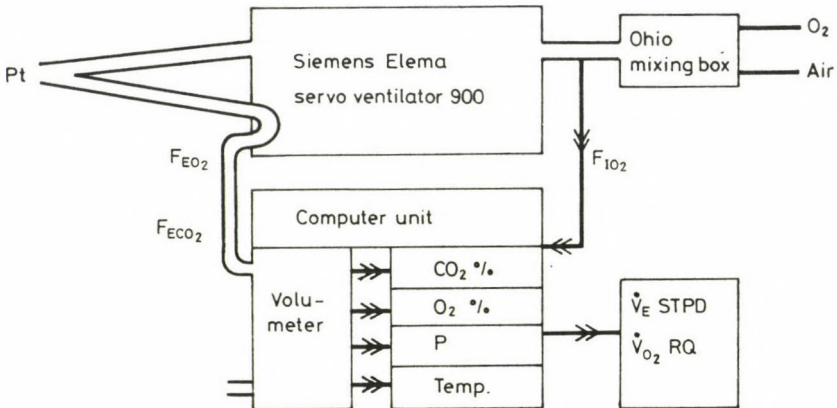 Pt
Siemens Elema
servo ventilator 900
Ohio
mixing box
O₂
Air
F_EO₂
F_IO₂
F_ECO₂
Computer unit
Volu-
meter
CO₂ %
O₂ %
P
Temp.
V̇_E STPD
V̇_O₂ RQ